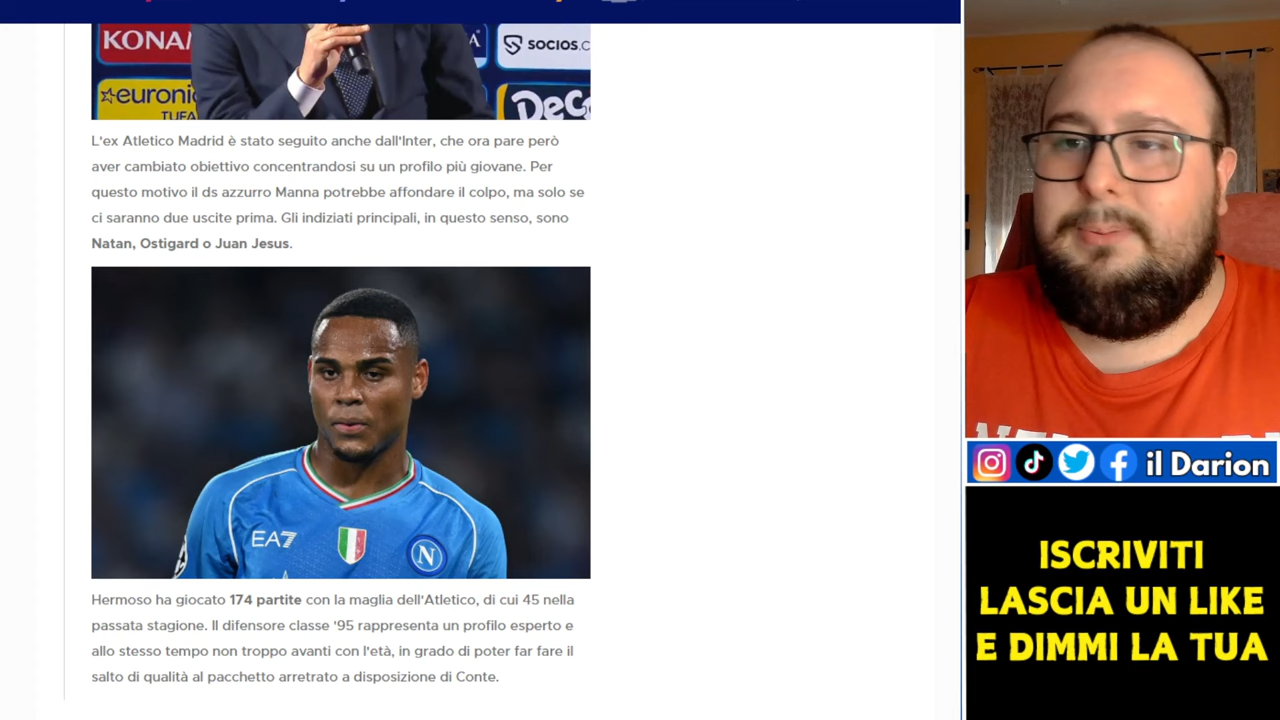 KONA
A
SOCIOS.C
euronic
TUFA
DeC
L'ex Atletico Madrid è stato seguito anche dall'Inter, che ora pare però
aver cambiato obiettivo concentrandosi su un profilo più giovane. Per
questo motivo il ds azzurro Manna potrebbe affondare il colpo, ma solo se
ci saranno due uscite prima. Gli indiziati principali, in questo senso, sono
Natan, Ostigard o Juan Jesus.
EA7
N
Hermoso ha giocato 174 partite con la maglia dell'Atletico, di cui 45 nella
passata stagione. Il difensore classe '95 rappresenta un profilo esperto e
allo stesso tempo non troppo avanti con l'età, in grado di poter far fare il
salto di qualità al pacchetto arretrato a disposizione di Conte.
il Darion
ISCRIVITI
LASCIA UN LIKE
E DIMMI LA TUA